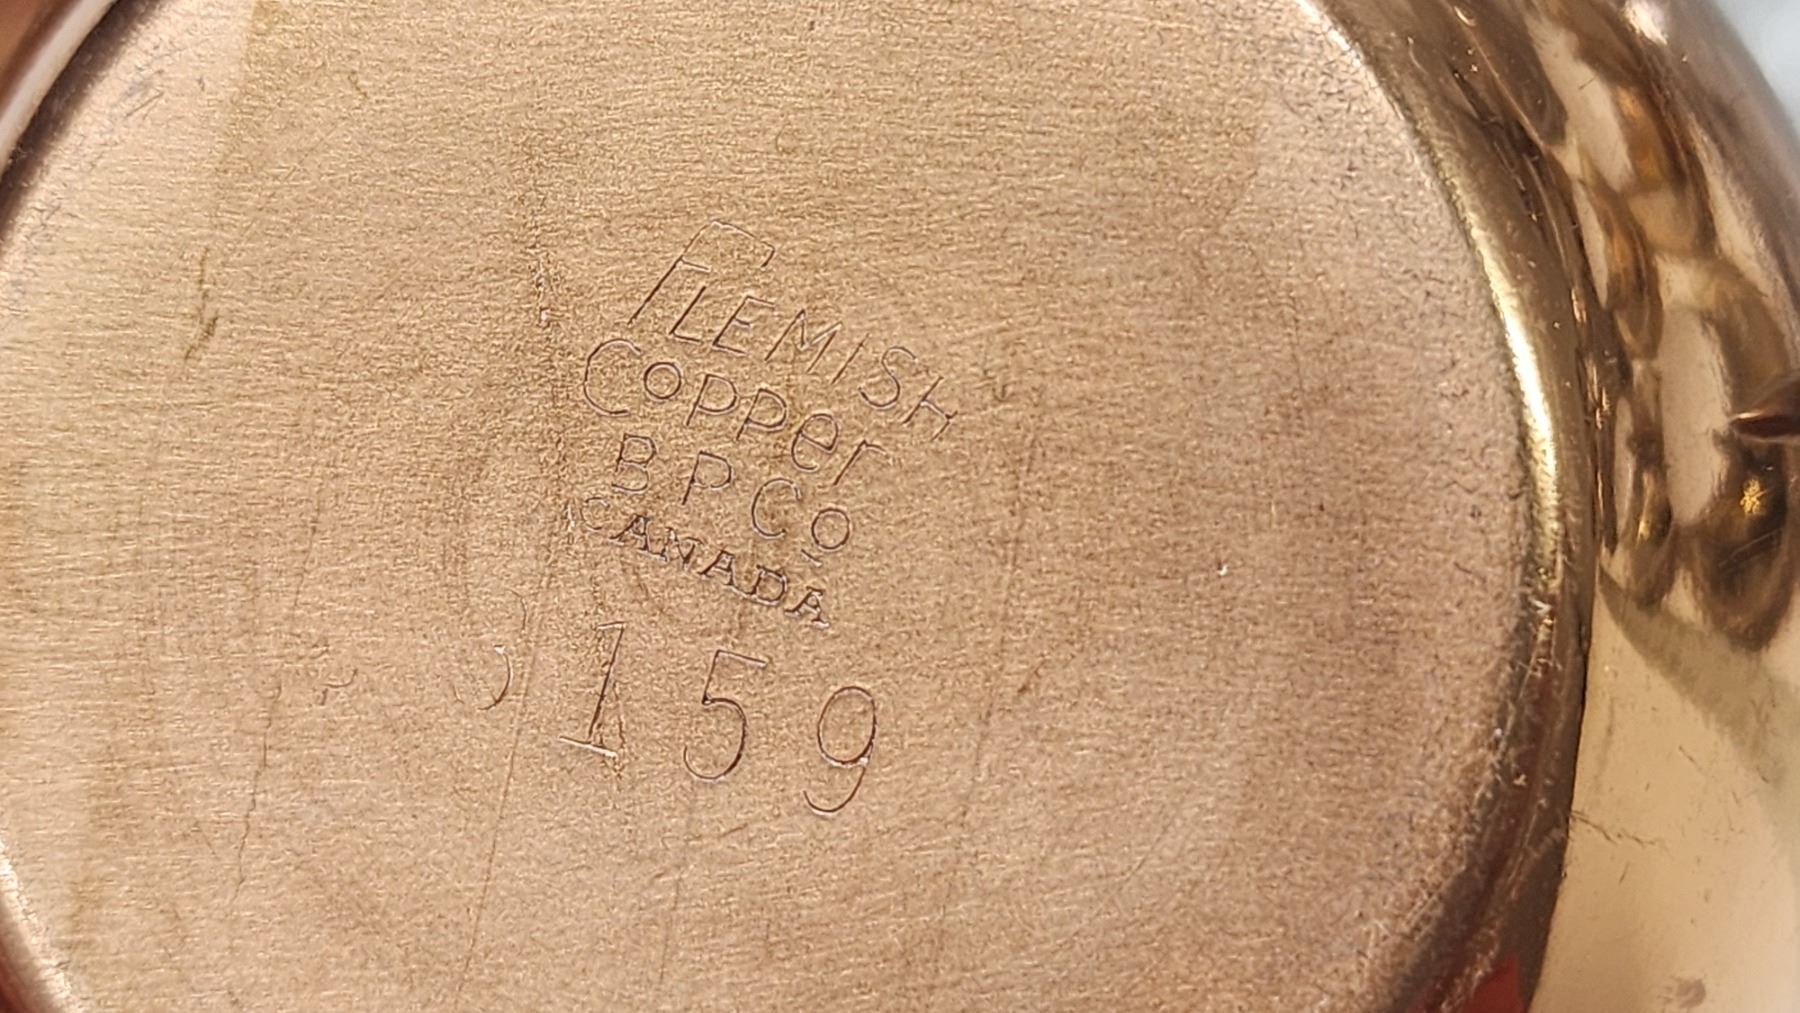 FLEMISH
Copper
B P Co
CANADA
159